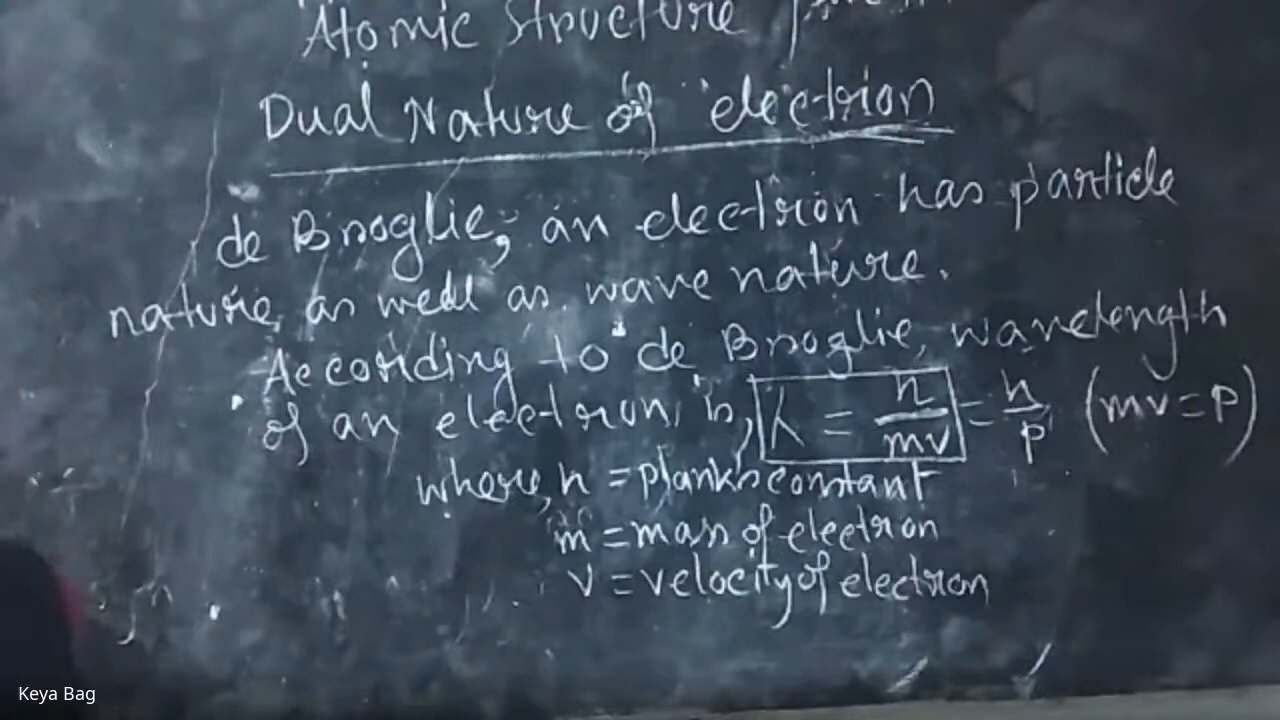 Atomic Structure
Dual Nature of electron
de Broglie, an electron has particle
nature, as well as wave nature.
According to de Broglie, wavelength
of an electron is, λ = h/mv = h/p (mv=p)
where, h = plank's constant
m = mass of electron
v = velocity of electron
Keya Bag